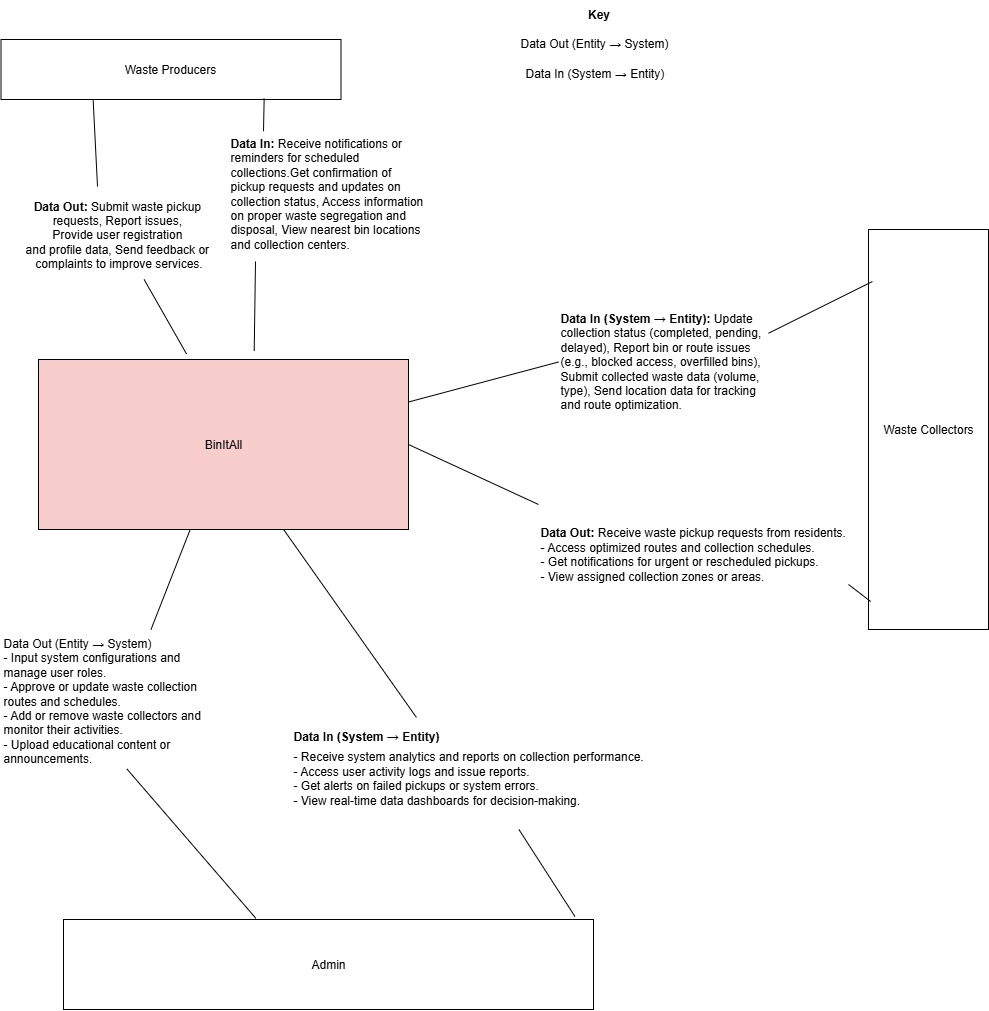 Key
Data Out (Entity → System)
Data In (System → Entity)
Waste Producers
Data In: Receive notifications or
reminders for scheduled
collections.Get confirmation of
pickup requests and updates on
collection status, Access information
on proper waste segregation and
disposal, View nearest bin locations
and collection centers.
Data Out: Submit waste pickup
requests, Report issues,
Provide user registration
and profile data, Send feedback or
complaints to improve services.
Data In (System → Entity): Update
collection status (completed, pending,
delayed), Report bin or route issues
(e.g., blocked access, overfilled bins),
Submit collected waste data (volume,
type), Send location data for tracking
and route optimization.
Waste Collectors
BinItAll
Data Out: Receive waste pickup requests from residents.
- Access optimized routes and collection schedules.
- Get notifications for urgent or rescheduled pickups.
- View assigned collection zones or areas.
Data Out (Entity → System)
- Input system configurations and
manage user roles.
- Approve or update waste collection
routes and schedules.
- Add or remove waste collectors and
monitor their activities.
- Upload educational content or
announcements.
Data In (System → Entity)
- Receive system analytics and reports on collection performance.
- Access user activity logs and issue reports.
- Get alerts on failed pickups or system errors.
- View real-time data dashboards for decision-making.
Admin